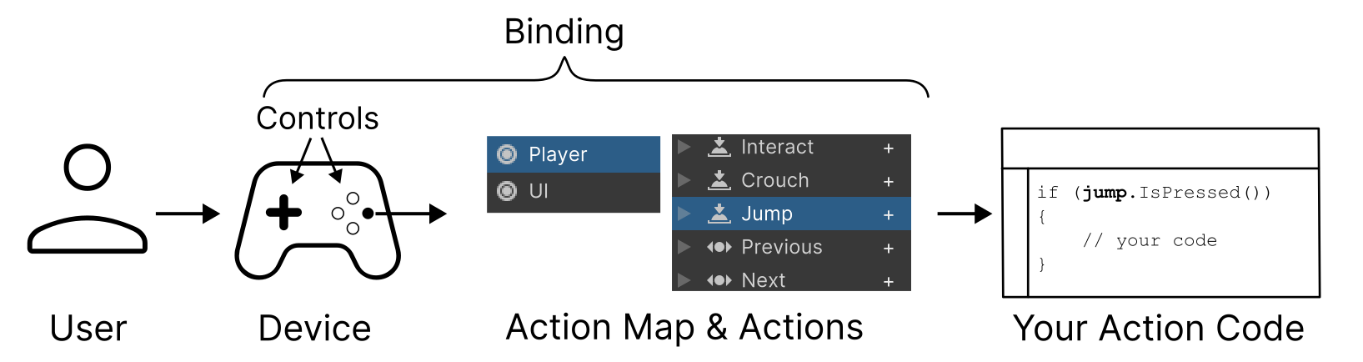 Binding
Controls
Player
UI
Interact +
Crouch +
Jump +
Previous +
Next +
if (jump.IsPressed())
{
// your code
}
User
Device
Action Map & Actions
Your Action Code